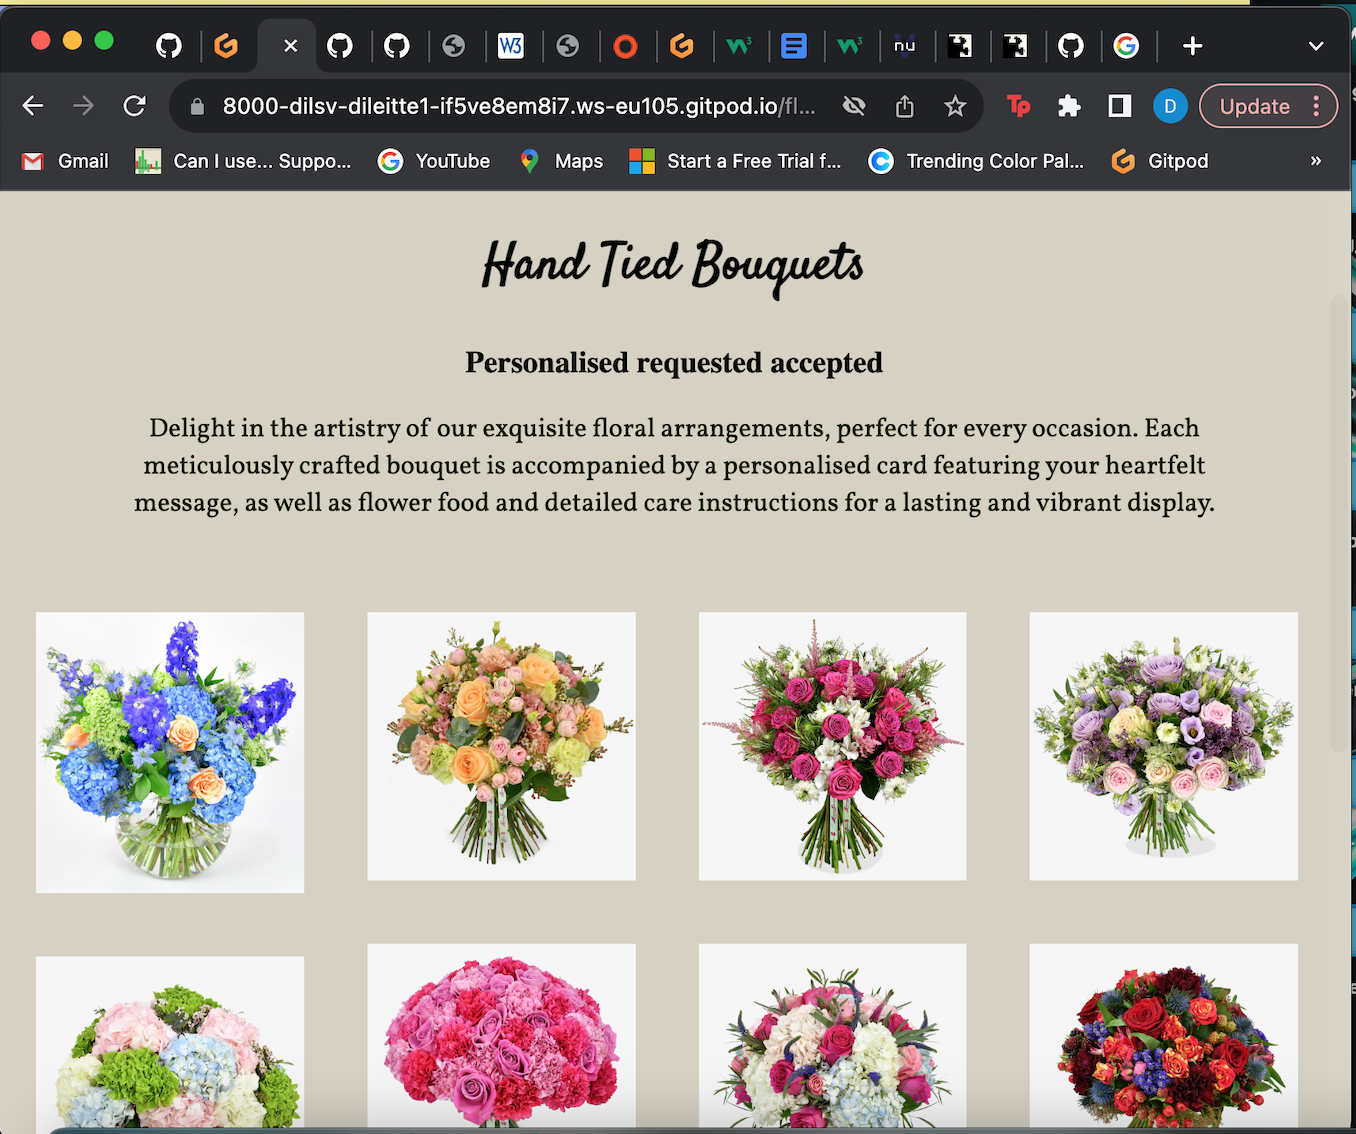 W3
3
3
nu
G
8000-dilsv-dileitte1-if5ve8em8i7.ws-eu105.gitpod.io/fl...
Tp
D
Update
Gmail
Can I use... Suppo...
YouTube
Maps
Start a Free Trial f...
Trending Color Pal...
Gitpod
»
Hand Tied Bouquets
Personalised requested accepted
Delight in the artistry of our exquisite floral arrangements, perfect for every occasion. Each
meticulously crafted bouquet is accompanied by a personalised card featuring your heartfelt
message, as well as flower food and detailed care instructions for a lasting and vibrant display.